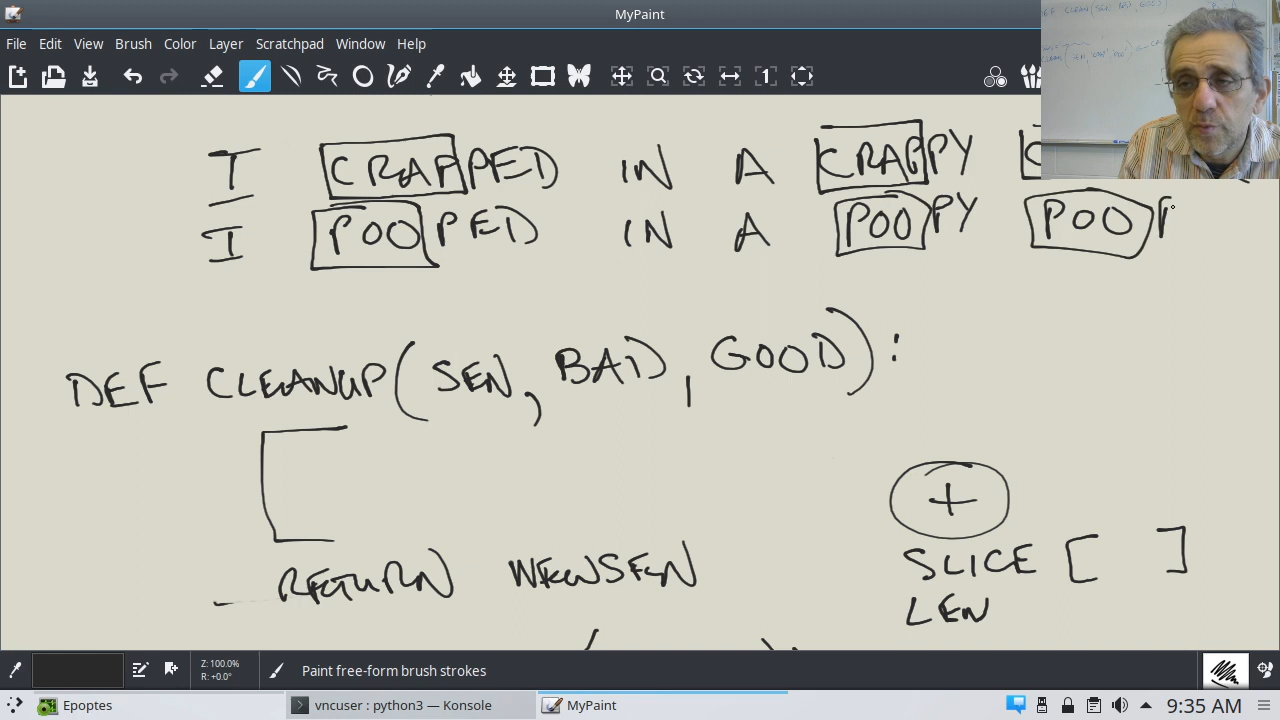 MyPaint
File Edit View Brush Color Layer Scratchpad Window Help
I CRAPPED IN A CRAPPY
I POOPED IN A POOPY POOP
DEF CLEANUP(SEN, BAD, GOOD):
+
SLICE [ ]
RETURN
LEN
Z: 100.0%
R: +0.0°
Paint free-form brush strokes
Epoptes
vncuser : python3 — Konsole
MyPaint
9:35 AM